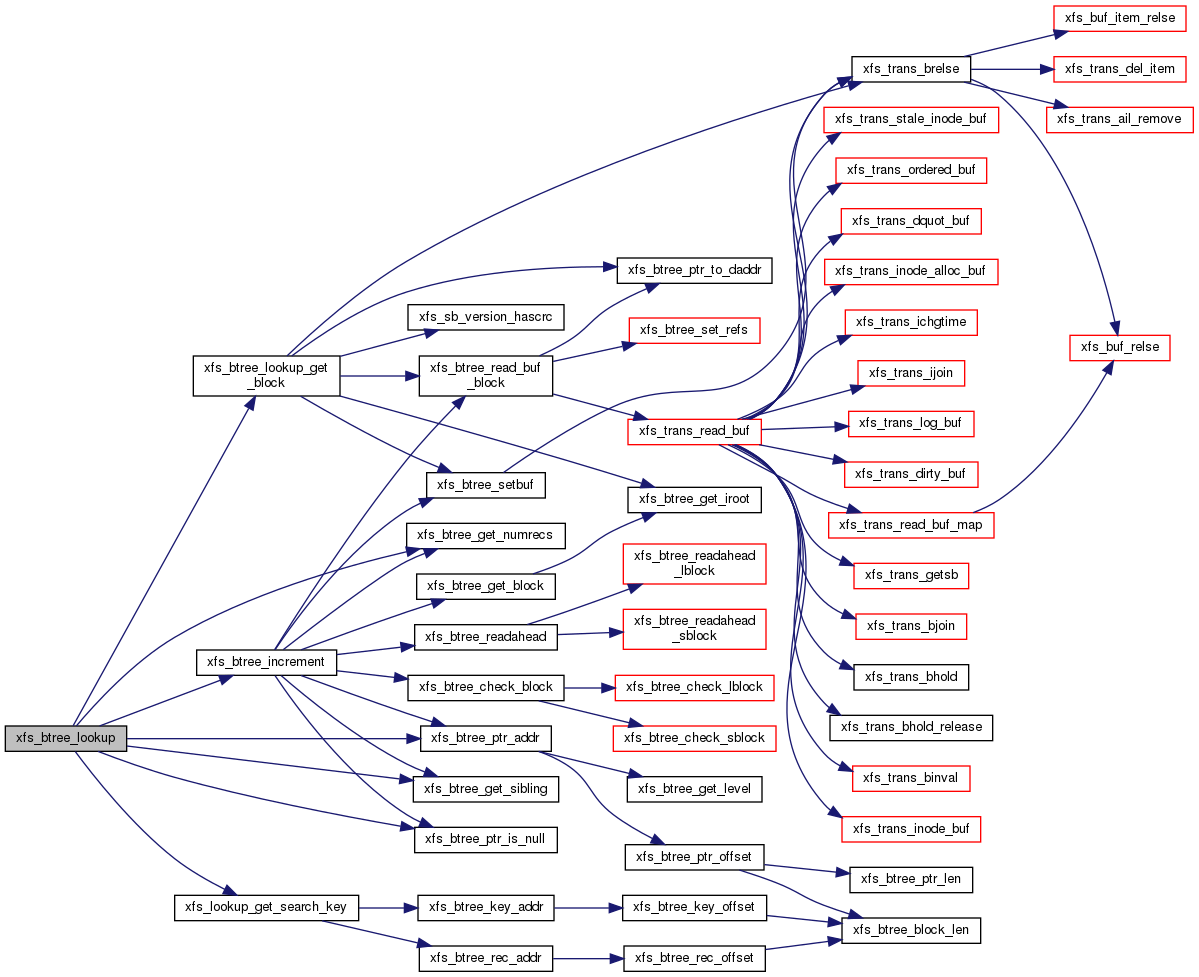 xfs_buf_item_relse
xfs_trans_brelse
xfs_trans_del_item
xfs_trans_stale_inode_buf
xfs_trans_ail_remove
xfs_trans_ordered_buf
xfs_trans_dquot_buf
xfs_btree_ptr_to_daddr
xfs_trans_inode_alloc_buf
xfs_sb_version_hascrc
xfs_btree_set_refs
xfs_trans_ichgtime
xfs_buf_relse
xfs_btree_lookup_get
_block
xfs_btree_read_buf
_block
xfs_trans_ijoin
xfs_trans_read_buf
xfs_trans_log_buf
xfs_trans_dirty_buf
xfs_btree_setbuf
xfs_btree_get_iroot
xfs_trans_read_buf_map
xfs_btree_get_numrecs
xfs_btree_readahead
_lblock
xfs_trans_getsb
xfs_btree_get_block
xfs_btree_readahead
_sblock
xfs_trans_bjoin
xfs_btree_readahead
xfs_btree_increment
xfs_trans_bhold
xfs_btree_check_block
xfs_btree_check_lblock
xfs_trans_bhold_release
xfs_btree_lookup
xfs_btree_ptr_addr
xfs_btree_check_sblock
xfs_trans_binval
xfs_btree_get_sibling
xfs_btree_get_level
xfs_trans_inode_buf
xfs_btree_ptr_is_null
xfs_btree_ptr_offset
xfs_btree_ptr_len
xfs_lookup_get_search_key
xfs_btree_key_addr
xfs_btree_key_offset
xfs_btree_block_len
xfs_btree_rec_addr
xfs_btree_rec_offset